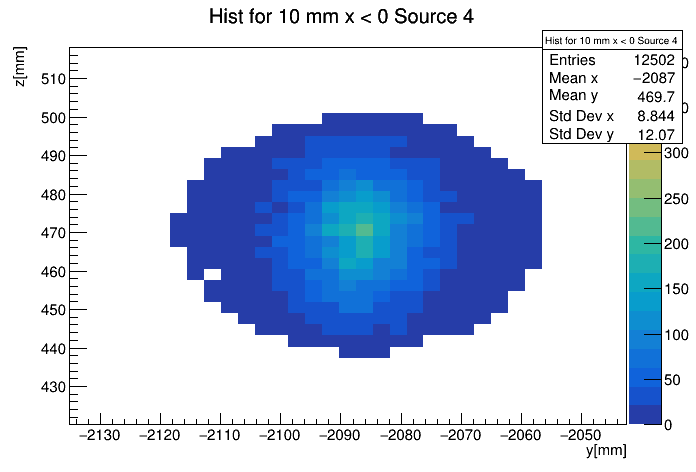 Hist for 10 mm x < 0 Source 4
z[mm]
Hist for 10 mm x < 0 Source 4
Entries 12502
Mean x −2087
Mean y 469.7
Std Dev x 8.844
Std Dev y 12.07
510
500
490
480
470
460
450
440
430
300
250
200
150
100
50
0
−2130 −2120 −2110 −2100 −2090 −2080 −2070 −2060 −2050
y[mm]